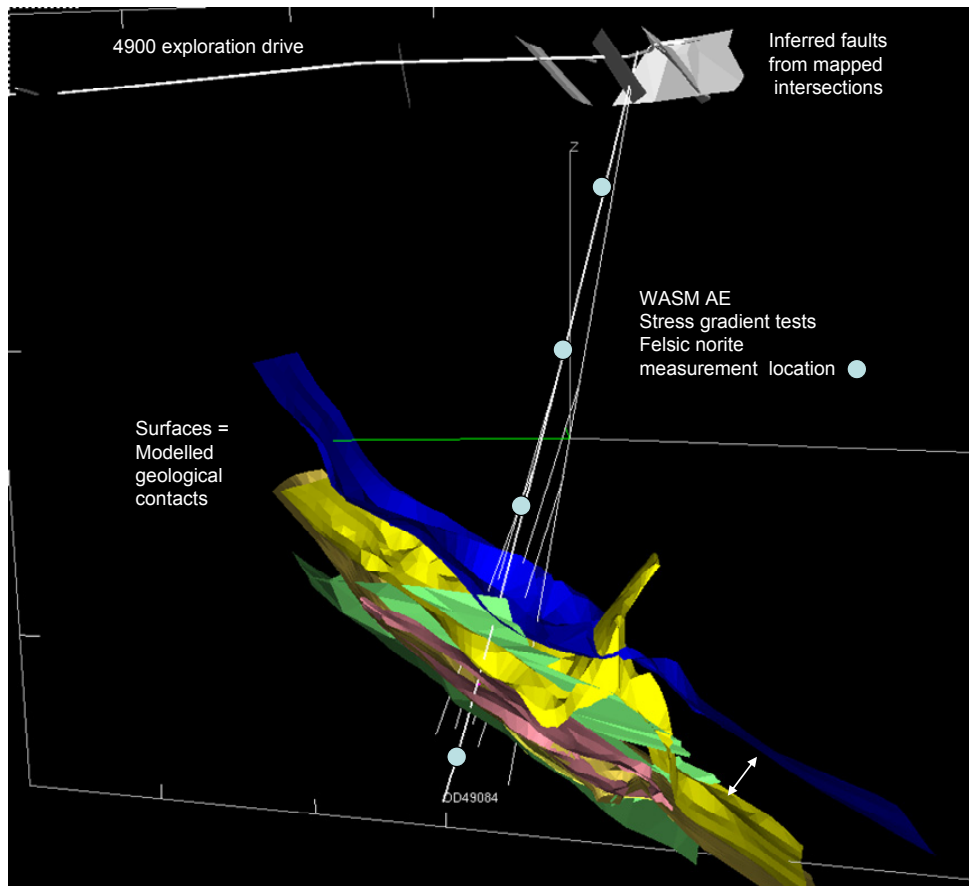 4900 exploration drive
Inferred faults
from mapped
intersections
Z
WASM AE
Stress gradient tests
Felsic norite
measurement location
Surfaces =
Modelled
geological
contacts
DD49084